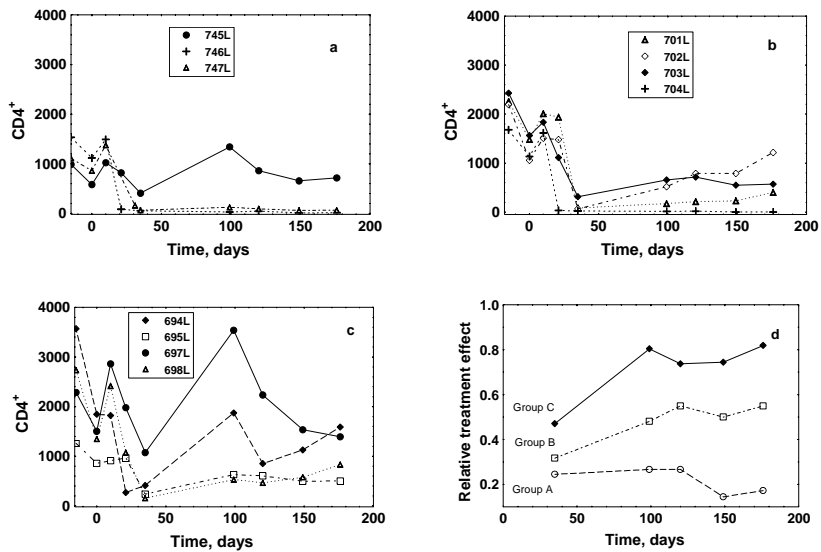 4000
3000
2000
1000
0
CD4+
745L
746L
747L
a
0
50
100
150
200
Time, days
4000
3000
2000
1000
0
CD4+
701L
702L
703L
704L
b
0
50
100
150
200
Time, days
4000
3000
2000
1000
0
CD4+
694L
695L
697L
698L
c
0
50
100
150
200
Time, days
1.0
0.8
0.6
0.4
0.2
Relative treatment effect
d
Group C
Group B
Group A
0
50
100
150
200
Time, days